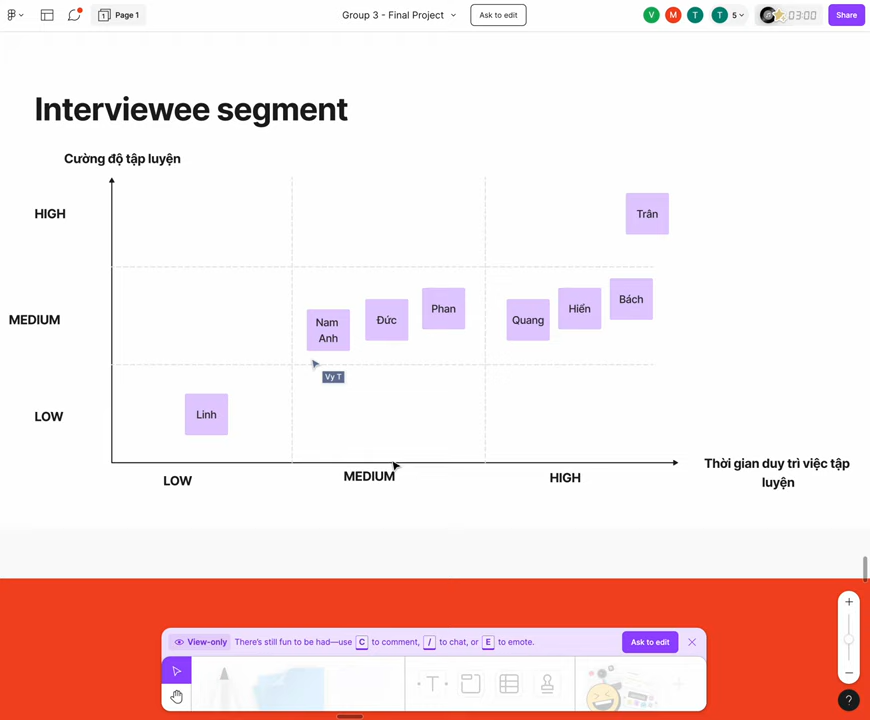 1 Page 1
Group 3 - Final Project
Ask to edit
V M T T 5
03:00
Share
Interviewee segment
Cường độ tập luyện
HIGH
Trân
MEDIUM
Nam
Anh
Đức
Phan
Quang
Hiển
Bách
Vy T
LOW
Linh
LOW
MEDIUM
HIGH
Thời gian duy trì việc tập
luyện
View-only There's still fun to be had—use C to comment, / to chat, or E to emote.
Ask to edit
T
?